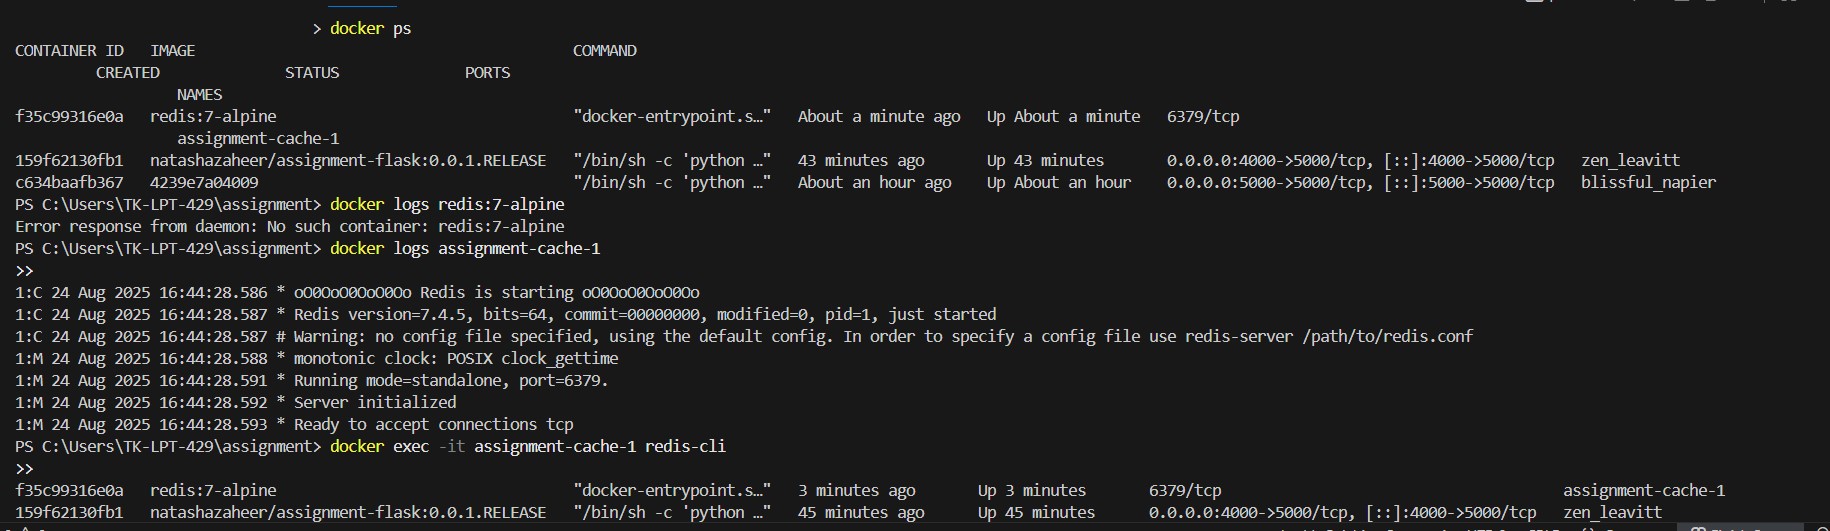 > docker ps
CONTAINER ID   IMAGE                                     COMMAND
         CREATED              STATUS              PORTS
                  NAMES
f35c99316e0a   redis:7-alpine                            "docker-entrypoint.s…"   About a minute ago   Up About a minute   6379/tcp
                  assignment-cache-1
159f62130fb1   natashazaheer/assignment-flask:0.0.1.RELEASE   "/bin/sh -c 'python …"   43 minutes ago       Up 43 minutes       0.0.0.0:4000->5000/tcp, [::]:4000->5000/tcp   zen_leavitt
c634baafb367   4239e7a04009                              "/bin/sh -c 'python …"   About an hour ago    Up About an hour    0.0.0.0:5000->5000/tcp, [::]:5000->5000/tcp   blissful_napier
PS C:\Users\TK-LPT-429\assignment> docker logs redis:7-alpine
Error response from daemon: No such container: redis:7-alpine
PS C:\Users\TK-LPT-429\assignment> docker logs assignment-cache-1
>>
1:C 24 Aug 2025 16:44:28.586 * oO0OoO0OoO0Oo Redis is starting oO0OoO0OoO0Oo
1:C 24 Aug 2025 16:44:28.587 * Redis version=7.4.5, bits=64, commit=00000000, modified=0, pid=1, just started
1:C 24 Aug 2025 16:44:28.587 # Warning: no config file specified, using the default config. In order to specify a config file use redis-server /path/to/redis.conf
1:M 24 Aug 2025 16:44:28.588 * monotonic clock: POSIX clock_gettime
1:M 24 Aug 2025 16:44:28.591 * Running mode=standalone, port=6379.
1:M 24 Aug 2025 16:44:28.592 * Server initialized
1:M 24 Aug 2025 16:44:28.593 * Ready to accept connections tcp
PS C:\Users\TK-LPT-429\assignment> docker exec -it assignment-cache-1 redis-cli
>>
f35c99316e0a   redis:7-alpine                            "docker-entrypoint.s…"   3 minutes ago       Up 3 minutes       6379/tcp                                      assignment-cache-1
159f62130fb1   natashazaheer/assignment-flask:0.0.1.RELEASE   "/bin/sh -c 'python …"   45 minutes ago      Up 45 minutes      0.0.0.0:4000->5000/tcp, [::]:4000->5000/tcp   zen_leavitt